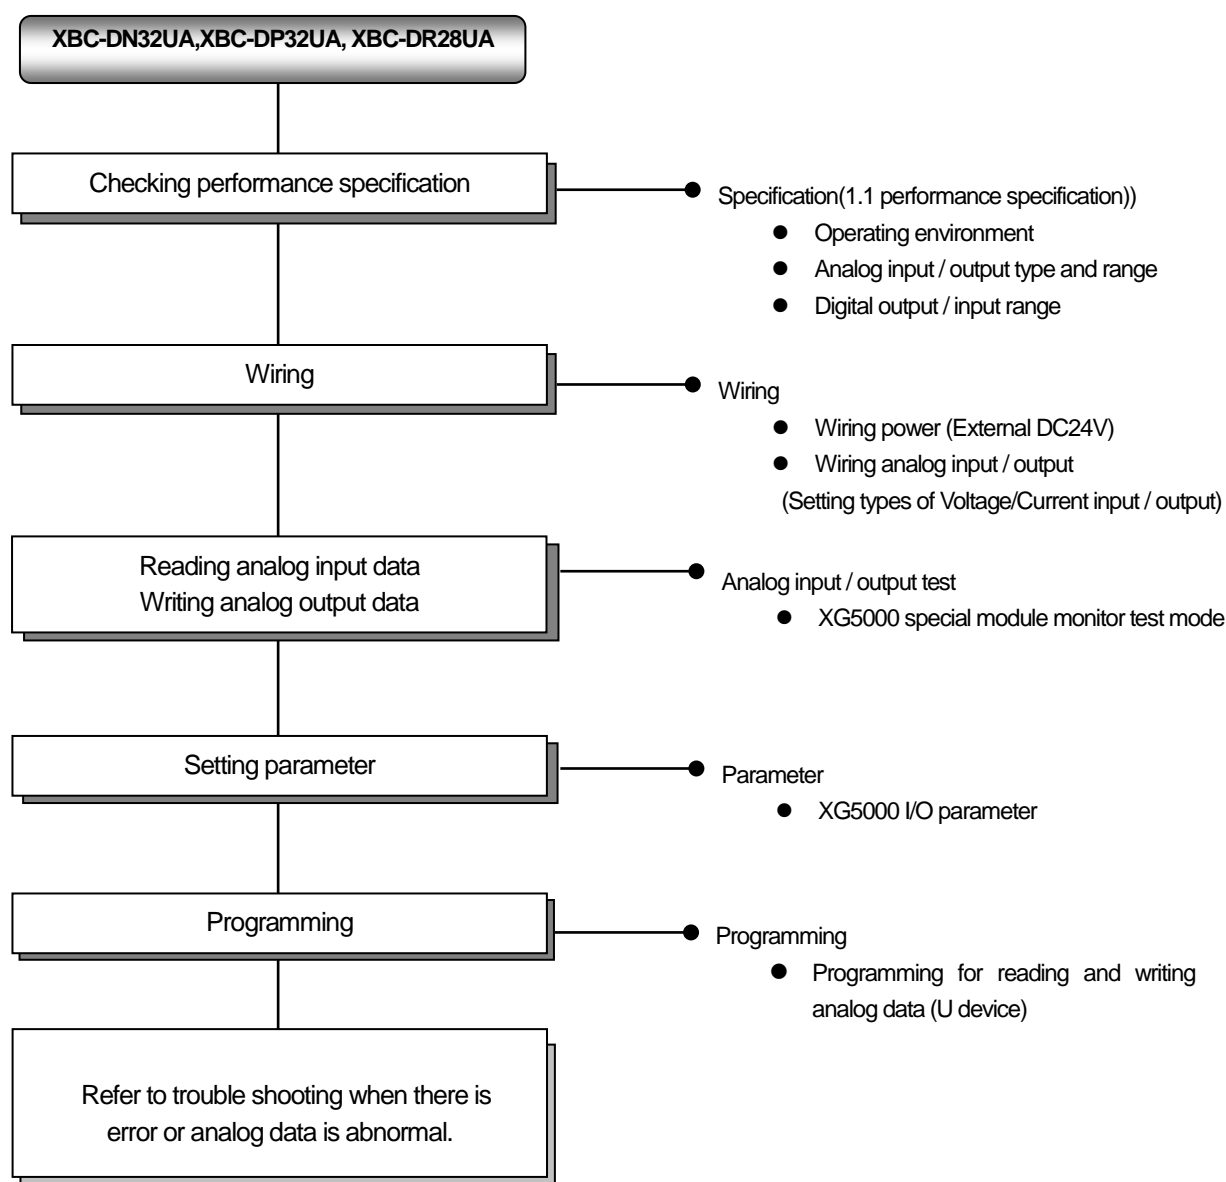 XBC-DN32UA,XBC-DP32UA, XBC-DR28UA
Checking performance specification
Specification(1.1 performance specification))
● Operating environment
● Analog input / output type and range
● Digital output / input range
Wiring
Wiring
● Wiring power (External DC24V)
● Wiring analog input / output
(Setting types of Voltage/Current input / output)
Reading analog input data
Writing analog output data
Analog input / output test
● XG5000 special module monitor test mode
Setting parameter
Parameter
● XG5000 I/O parameter
Programming
Programming
● Programming for reading and writing
analog data (U device)
Refer to trouble shooting when there is
error or analog data is abnormal.